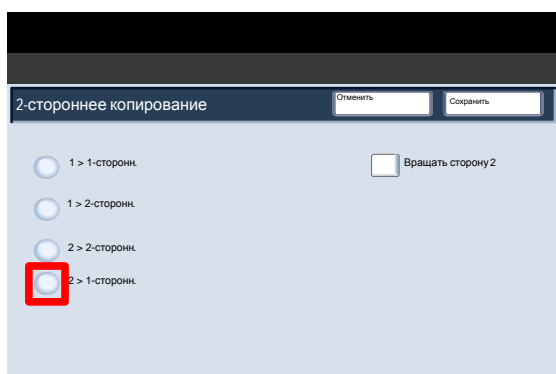 2-стороннее копирование
Отменить
Сохранить
1 > 1-сторонн.
Вращать сторону 2
1 > 2-сторонн.
2 > 2-сторонн.
2 > 1-сторонн.